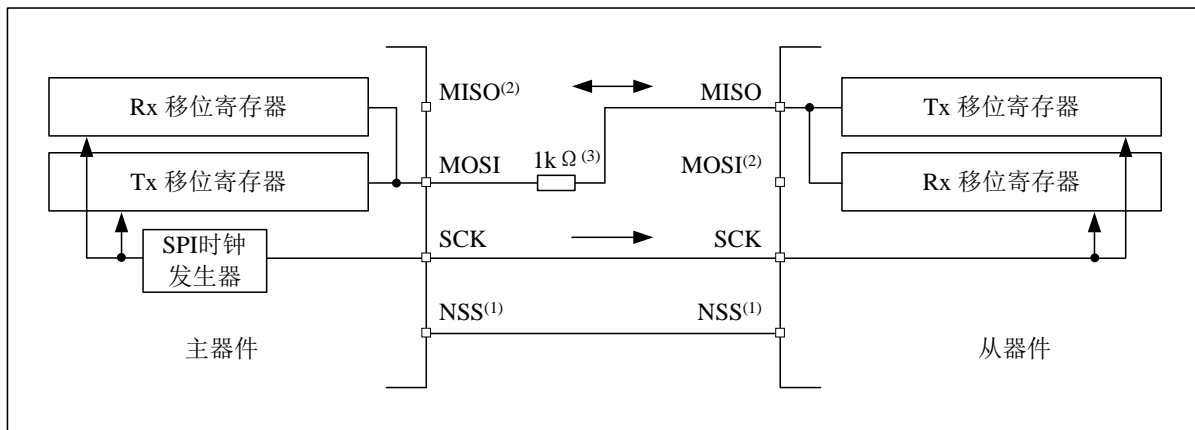 Rx 移位寄存器
Tx 移位寄存器
SPI时钟
发生器
主器件
MISO(2)
MOSI
SCK
NSS(1)
1k Ω(3)
MISO
MOSI(2)
SCK
NSS(1)
Tx 移位寄存器
Rx 移位寄存器
从器件